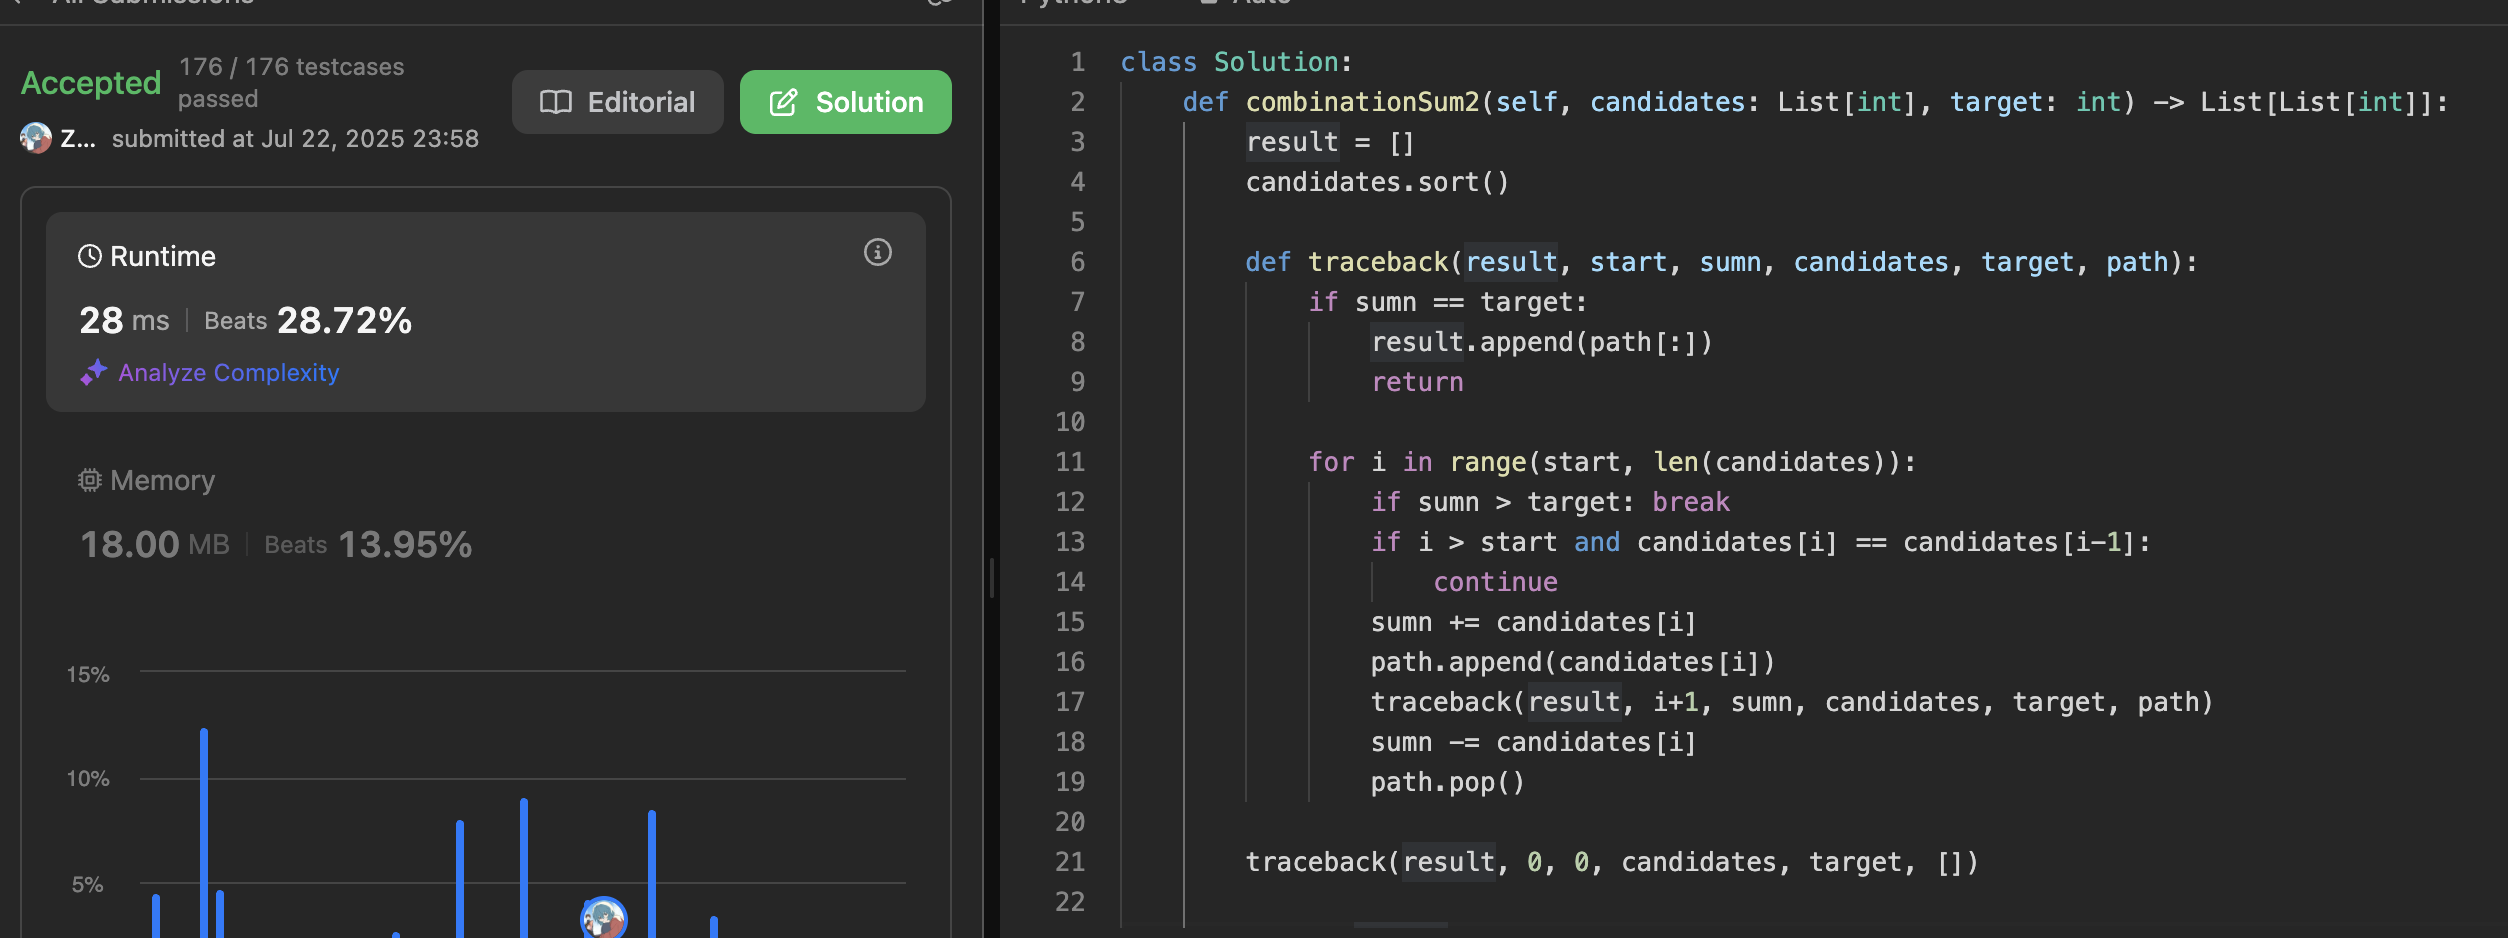 All Submissions
Accepted
176 / 176 testcases
passed
Editorial
Solution
Z... submitted at Jul 22, 2025 23:58
Runtime
28 ms | Beats 28.72%
Analyze Complexity
Memory
18.00 MB | Beats 13.95%
15%
10%
5%
Python3 Auto
1 class Solution:
2     def combinationSum2(self, candidates: List[int], target: int) -> List[List[int]]:
3         result = []
4         candidates.sort()
5
6         def traceback(result, start, sumn, candidates, target, path):
7             if sumn == target:
8                 result.append(path[:])
9                 return
10
11             for i in range(start, len(candidates)):
12                 if sumn > target: break
13                 if i > start and candidates[i] == candidates[i-1]:
14                     continue
15                 sumn += candidates[i]
16                 path.append(candidates[i])
17                 traceback(result, i+1, sumn, candidates, target, path)
18                 sumn -= candidates[i]
19                 path.pop()
20
21         traceback(result, 0, 0, candidates, target, [])
22